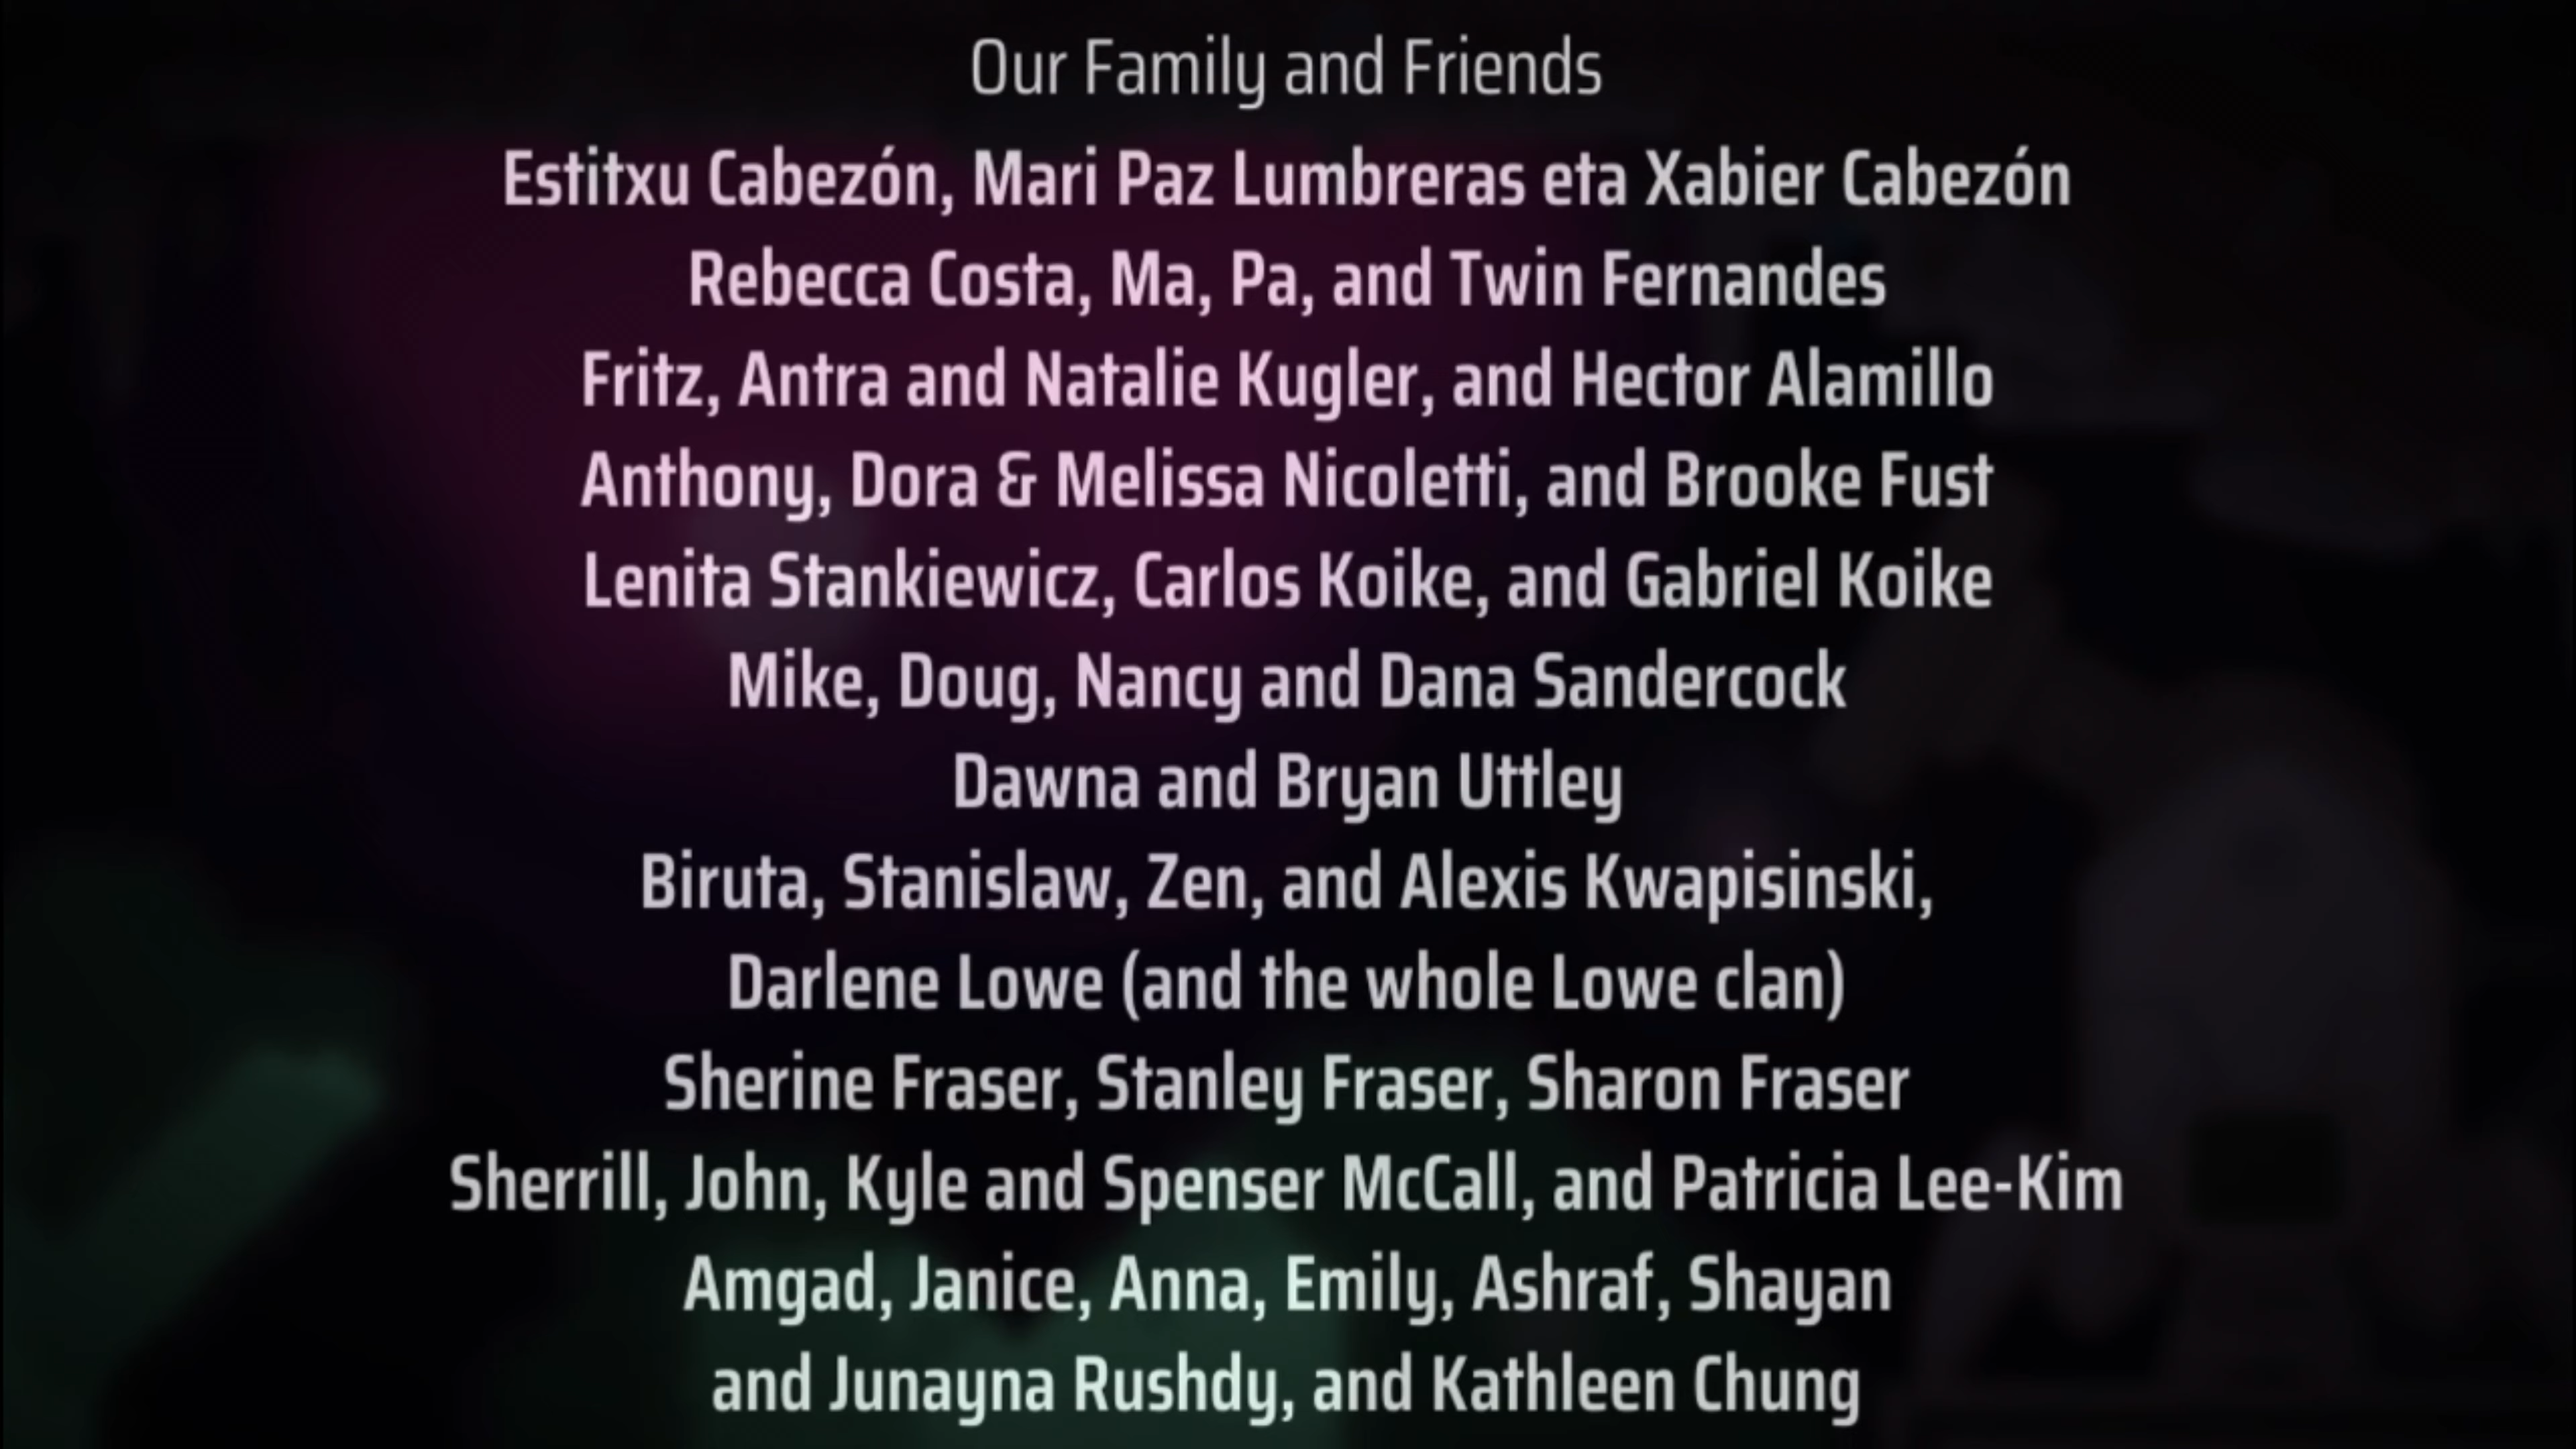 Our Family and Friends
Estitxu Cabezón, Mari Paz Lumbreras eta Xabier Cabezón
Rebecca Costa, Ma, Pa, and Twin Fernandes
Fritz, Antra and Natalie Kugler, and Hector Alamillo
Anthony, Dora & Melissa Nicoletti, and Brooke Fust
Lenita Stankiewicz, Carlos Koike, and Gabriel Koike
Mike, Doug, Nancy and Dana Sandercock
Dawna and Bryan Uttley
Biruta, Stanislaw, Zen, and Alexis Kwapisinski,
Darlene Lowe (and the whole Lowe clan)
Sherine Fraser, Stanley Fraser, Sharon Fraser
Sherrill, John, Kyle and Spenser McCall, and Patricia Lee-Kim
Amgad, Janice, Anna, Emily, Ashraf, Shayan
and Junayna Rushdy, and Kathleen Chung